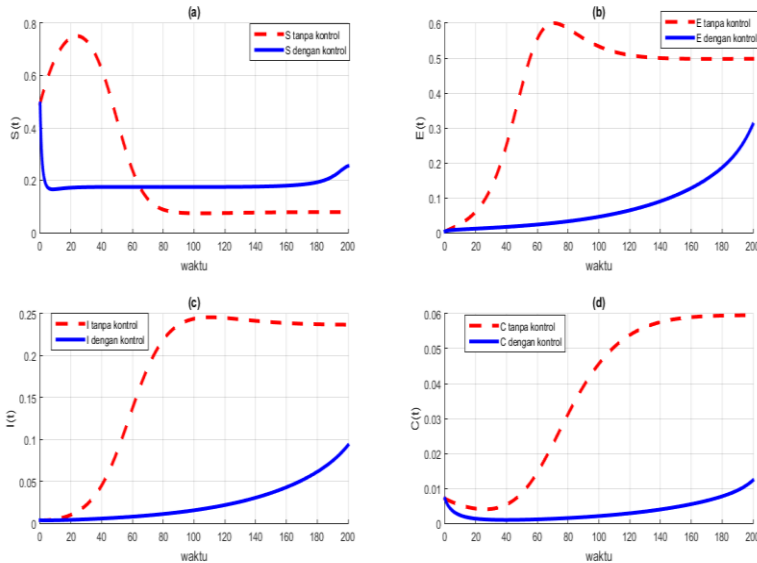 (a)
0.8
0.6
0.4
0.2
0
S(t)
S tanpa kontrol
S dengan kontrol
0 20 40 60 80 100 120 140 160 180 200
waktu
(b)
0.6
0.5
0.4
0.3
0.2
0.1
0
E(t)
E tanpa kontrol
E dengan kontrol
0 20 40 60 80 100 120 140 160 180 200
waktu
(c)
0.25
0.2
0.15
0.1
0.05
0
I(t)
I tanpa kontrol
I dengan kontrol
0 20 40 60 80 100 120 140 160 180 200
waktu
(d)
0.06
0.05
0.04
0.03
0.02
0.01
0
C(t)
C tanpa kontrol
C dengan kontrol
0 20 40 60 80 100 120 140 160 180 200
waktu